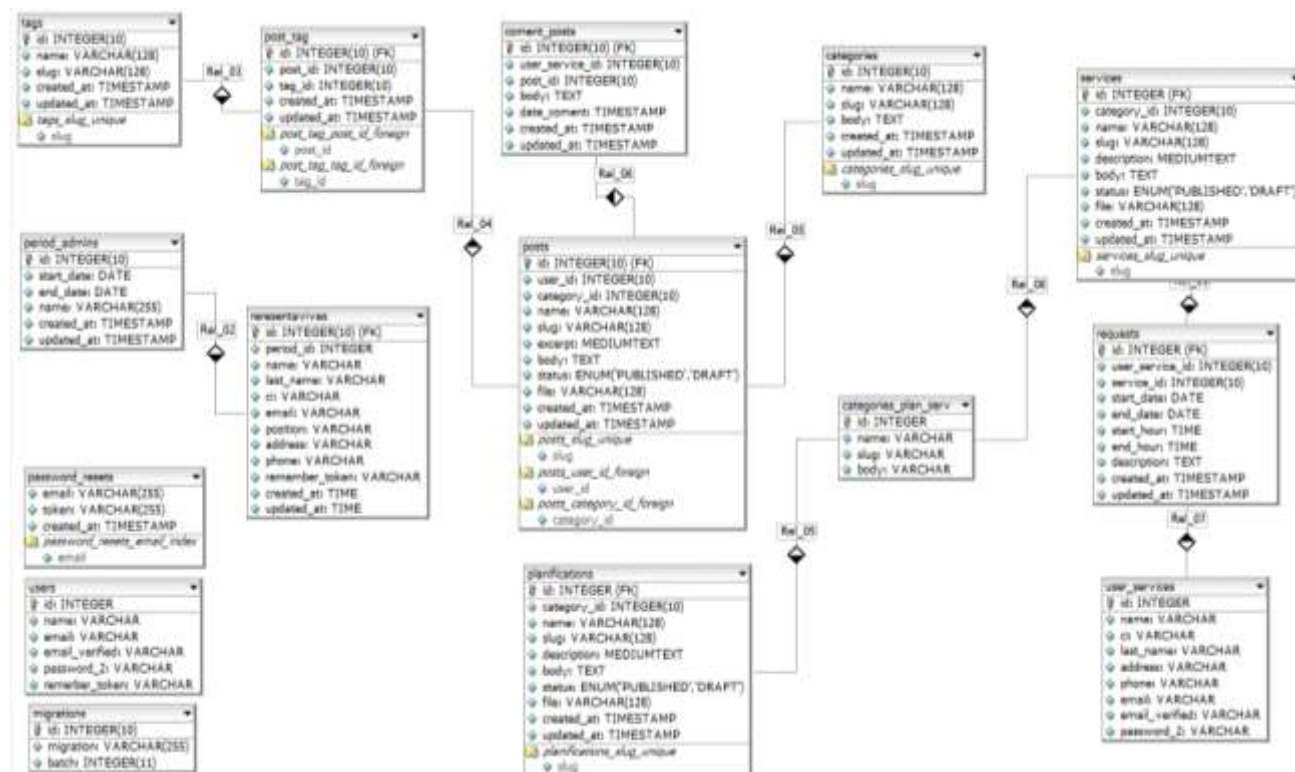 tags
id: INTEGER(10)
name: VARCHAR(128)
slug: VARCHAR(128)
created_at: TIMESTAMP
updated_at: TIMESTAMP
tags_slug_unique
slug
Rel_03
post_tag
id: INTEGER(10) (FK)
post_id: INTEGER(10)
tag_id: INTEGER(10)
created_at: TIMESTAMP
updated_at: TIMESTAMP
post_tag_post_id_foreign
post_id
post_tag_tag_id_foreign
tag_id
Rel_04
coment_posts
id: INTEGER(10) (FK)
user_service_id: INTEGER(10)
post_id: INTEGER(10)
body: TEXT
date_coment: TIMESTAMP
created_at: TIMESTAMP
updated_at: TIMESTAMP
Rel_06
categories
id: INTEGER(10)
name: VARCHAR(128)
slug: VARCHAR(128)
body: TEXT
created_at: TIMESTAMP
updated_at: TIMESTAMP
categories_slug_unique
slug
Rel_05
services
id: INTEGER (FK)
category_id: INTEGER(10)
name: VARCHAR(128)
slug: VARCHAR(128)
description: MEDIUMTEXT
body: TEXT
status: ENUM('PUBLISHED','DRAFT')
file: VARCHAR(128)
created_at: TIMESTAMP
updated_at: TIMESTAMP
services_slug_unique
slug
period_admins
id: INTEGER(10)
start_date: DATE
end_date: DATE
name: VARCHAR(255)
created_at: TIMESTAMP
updated_at: TIMESTAMP
Rel_02
reresentavives
id: INTEGER(10) (FK)
period_id: INTEGER
name: VARCHAR
last_name: VARCHAR
ci: VARCHAR
email: VARCHAR
position: VARCHAR
address: VARCHAR
phone: VARCHAR
remember_token: VARCHAR
created_at: TIME
updated_at: TIME
posts
id: INTEGER(10) (FK)
user_id: INTEGER(10)
category_id: INTEGER(10)
name: VARCHAR(128)
slug: VARCHAR(128)
excerpt: MEDIUMTEXT
body: TEXT
status: ENUM('PUBLISHED','DRAFT')
file: VARCHAR(128)
created_at: TIMESTAMP
updated_at: TIMESTAMP
posts_slug_unique
slug
posts_user_id_foreign
user_id
posts_category_id_foreign
category_id
Rel_08
requests
id: INTEGER (FK)
user_service_id: INTEGER(10)
service_id: INTEGER(10)
start_date: DATE
end_date: DATE
start_hour: TIME
end_hour: TIME
description: TEXT
created_at: TIMESTAMP
updated_at: TIMESTAMP
Rel_07
categories_plan_serv
id: INTEGER
name: VARCHAR
slug: VARCHAR
body: VARCHAR
Rel_05
password_resets
email: VARCHAR(255)
token: VARCHAR(255)
created_at: TIMESTAMP
password_resets_email_index
email
users
id: INTEGER
name: VARCHAR
email: VARCHAR
email_verified: VARCHAR
password_2: VARCHAR
remerber_token: VARCHAR
migrations
id: INTEGER(10)
migration: VARCHAR(255)
batch: INTEGER(11)
planifications
id: INTEGER (FK)
category_id: INTEGER(10)
name: VARCHAR(128)
slug: VARCHAR(128)
description: MEDIUMTEXT
body: TEXT
status: ENUM('PUBLISHED','DRAFT')
file: VARCHAR(128)
created_at: TIMESTAMP
updated_at: TIMESTAMP
planifications_slug_unique
slug
user_services
id: INTEGER
name: VARCHAR
ci: VARCHAR
last_name: VARCHAR
address: VARCHAR
phone: VARCHAR
email: VARCHAR
email_verified: VARCHAR
password_2: VARCHAR